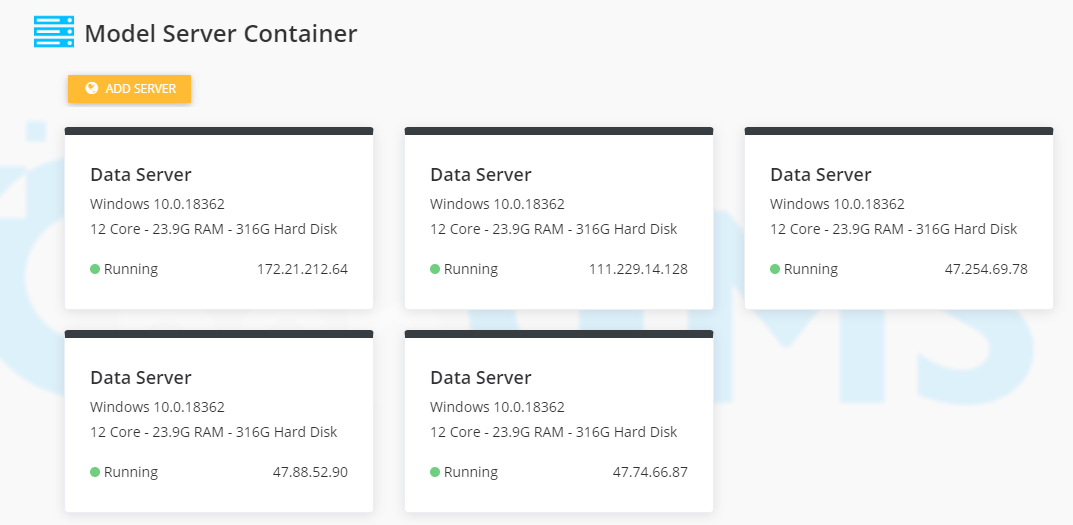 Model Server Container
ADD SERVER
Data Server
Windows 10.0.18362
12 Core - 23.9G RAM - 316G Hard Disk
Running 172.21.212.64
Data Server
Windows 10.0.18362
12 Core - 23.9G RAM - 316G Hard Disk
Running 111.229.14.128
Data Server
Windows 10.0.18362
12 Core - 23.9G RAM - 316G Hard Disk
Running 47.254.69.78
Data Server
Windows 10.0.18362
12 Core - 23.9G RAM - 316G Hard Disk
Running 47.88.52.90
Data Server
Windows 10.0.18362
12 Core - 23.9G RAM - 316G Hard Disk
Running 47.74.66.87